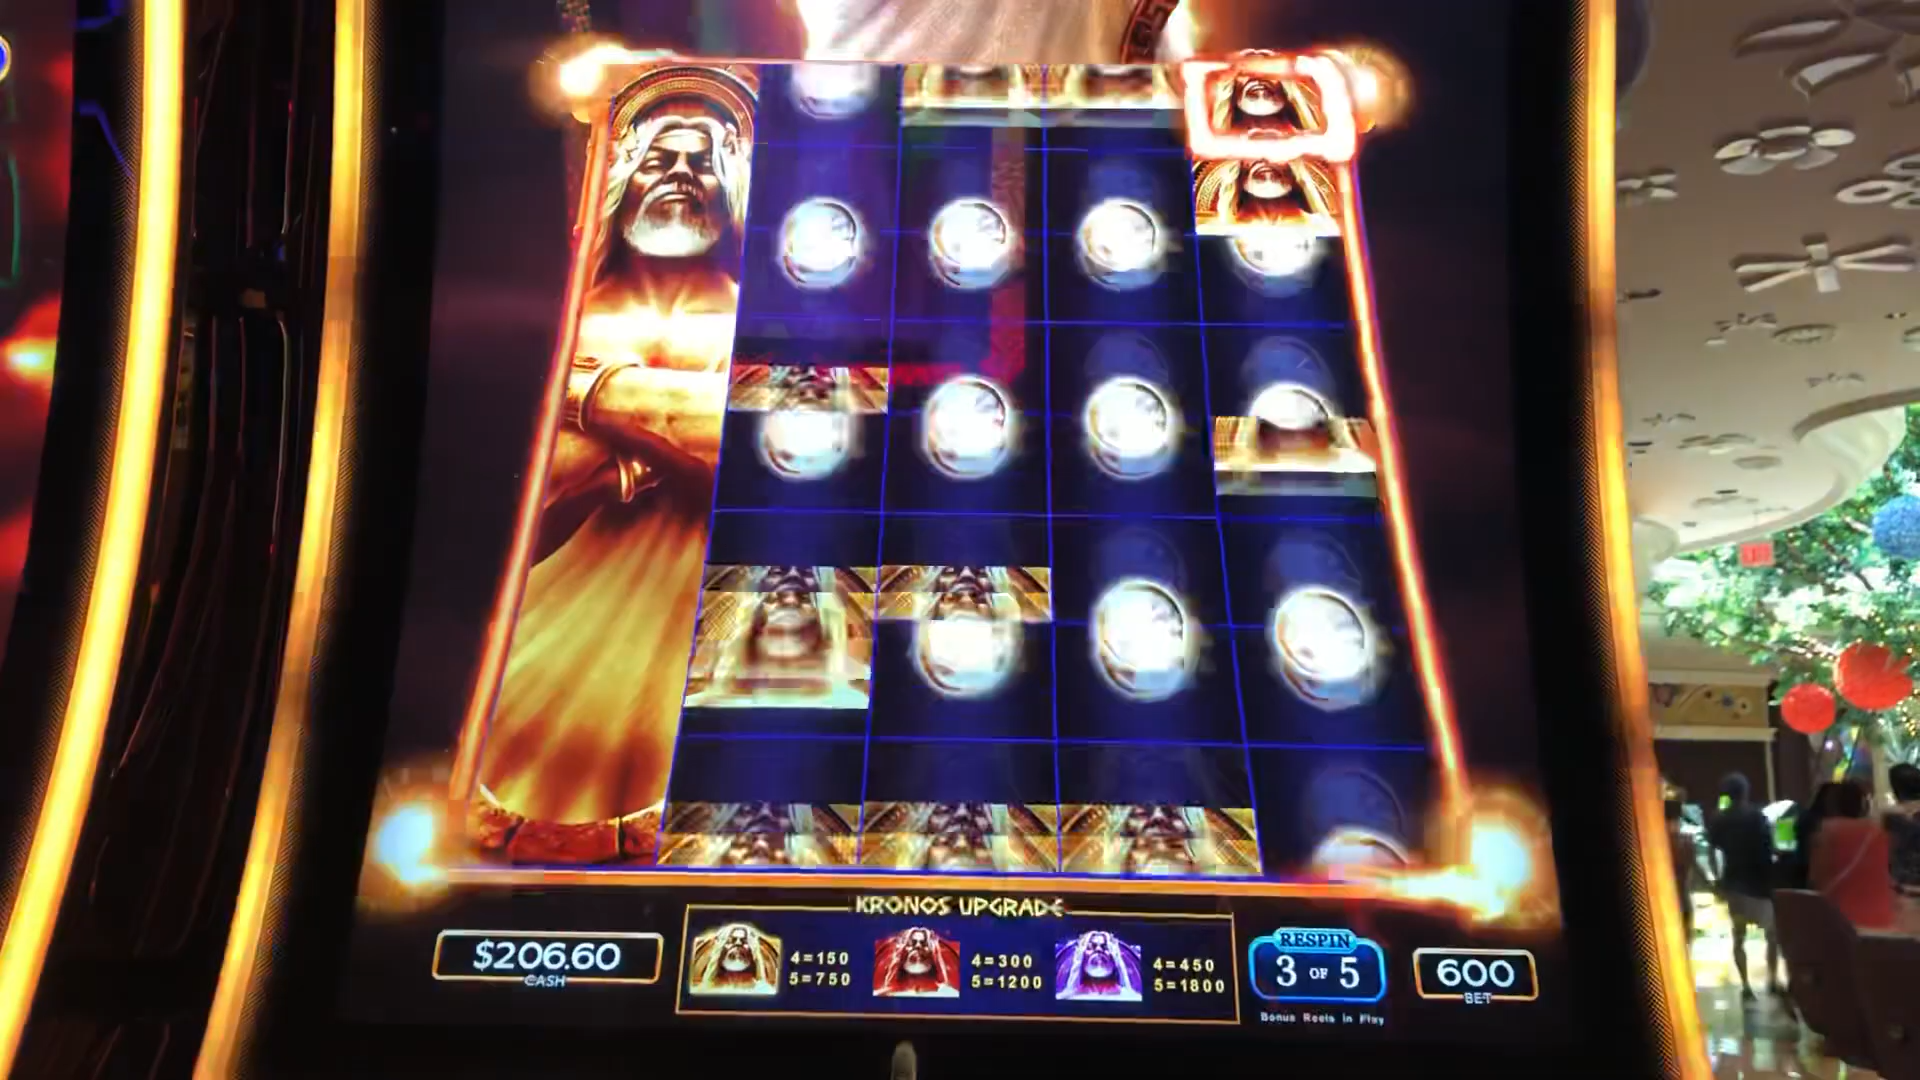 KRONOS UPGRADE
$206.60
CASH
4=150
5=750
4=300
5=1200
4=450
5=1800
RESPIN
3 OF 5
Bonus Reels In Play
600
BET